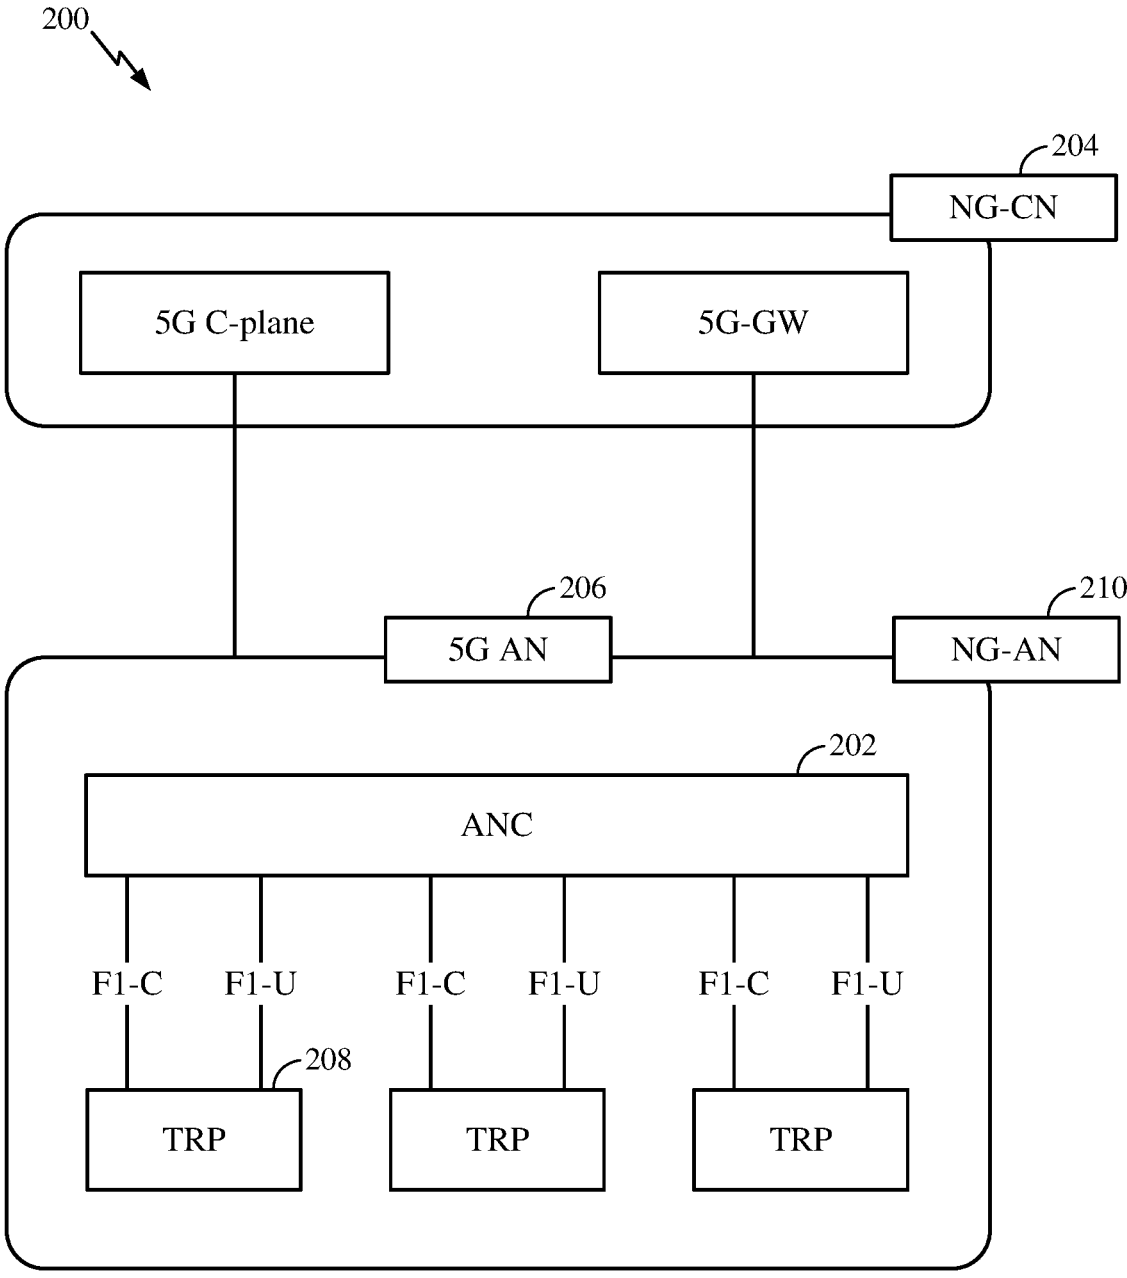 200
204
NG-CN
5G C-plane
5G-GW
206
210
5G AN
NG-AN
202
ANC
F1-C
F1-U
F1-C
F1-U
F1-C
F1-U
208
TRP
TRP
TRP